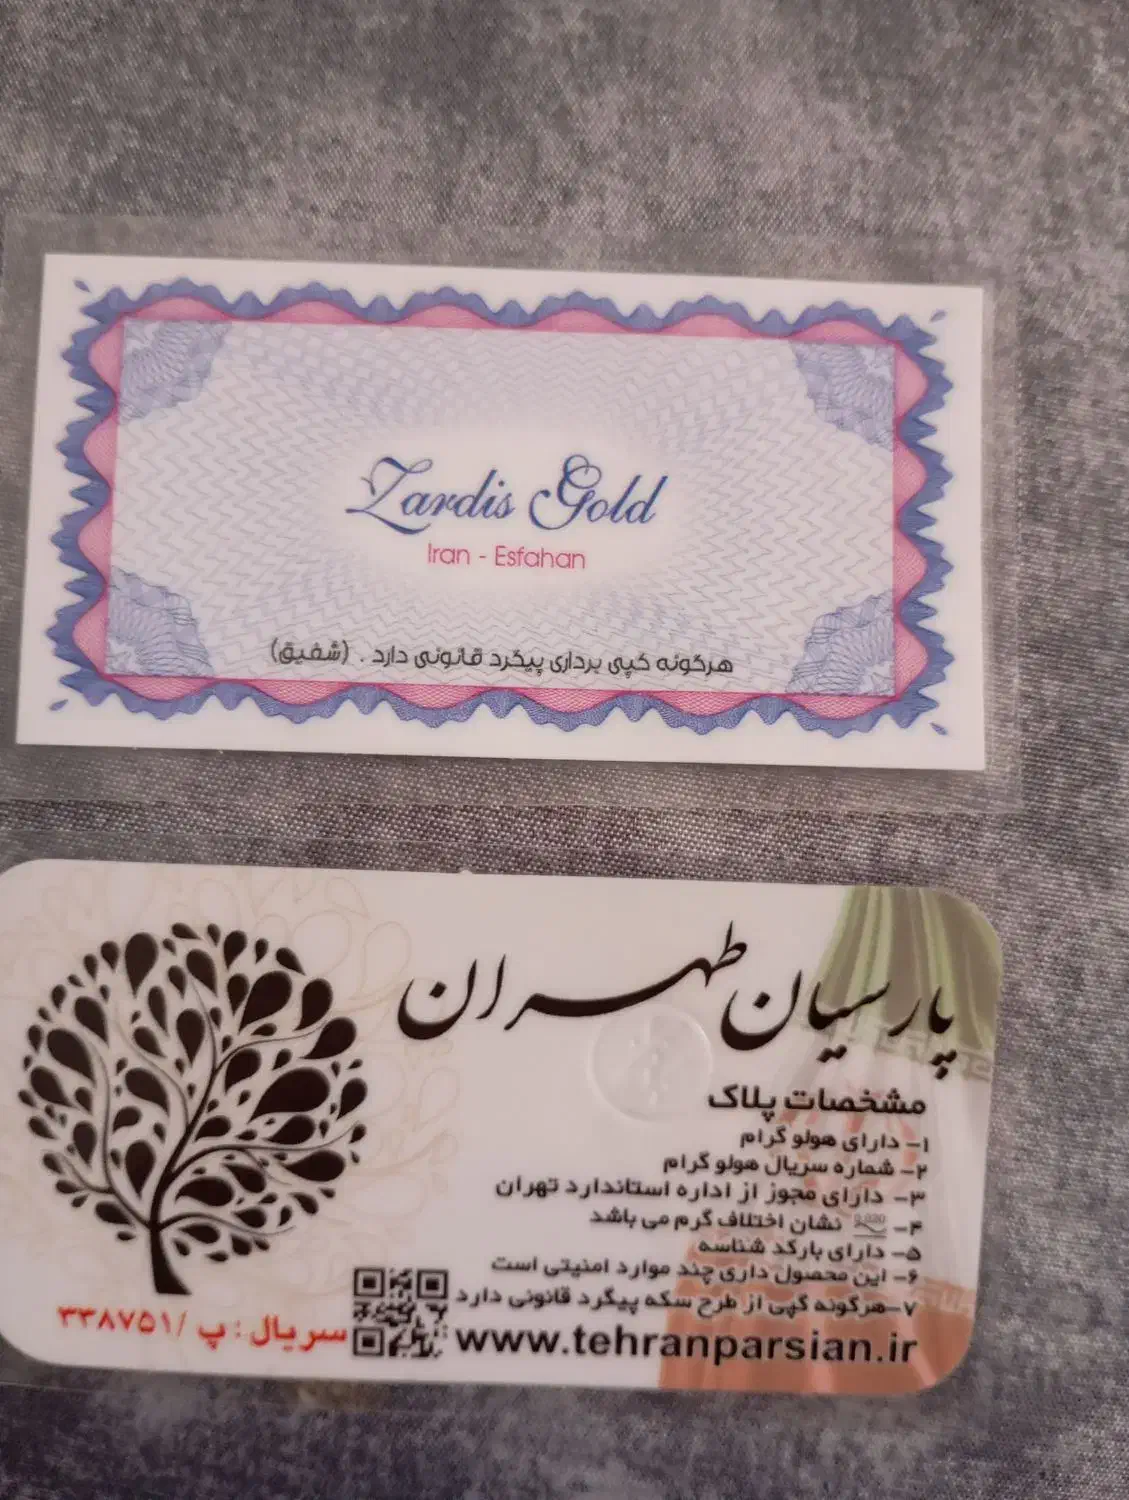 Zardis Gold
Iran - Esfahan
هرگونه کپی برداری پیگرد قانونی دارد . (شفیق)
پارسیان طهران
مشخصات پلاک
۱- دارای هولو گرام
۲- شماره سریال هولو گرام
۳- دارای مجوز از اداره استاندارد تهران
۴- 0.020 نشان اختلاف گرم می باشد
۵- دارای بارکد شناسه
۶- این محصول داری چند موارد امنیتی است
۷-هرگونه کپی از طرح سکه پیگرد قانونی دارد
www.tehranparsian.ir
سریال : پ /۳۳۸۷۵۱